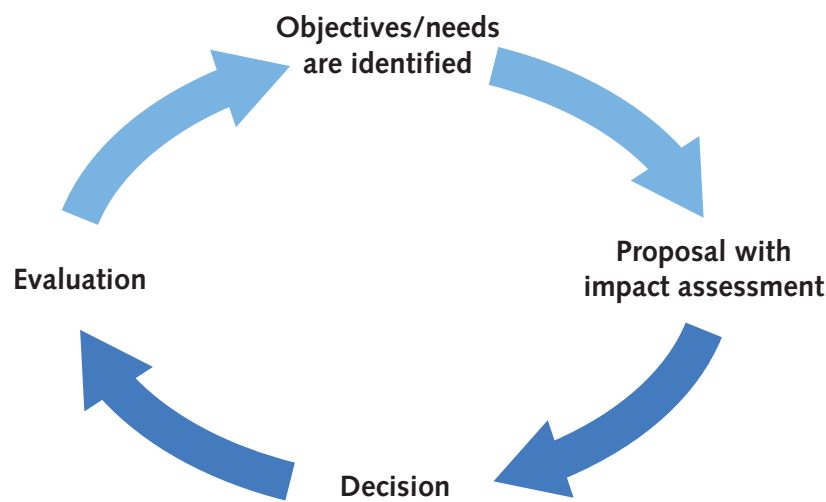 Objectives/needs
are identified
Proposal with
impact assessment
Decision
Evaluation